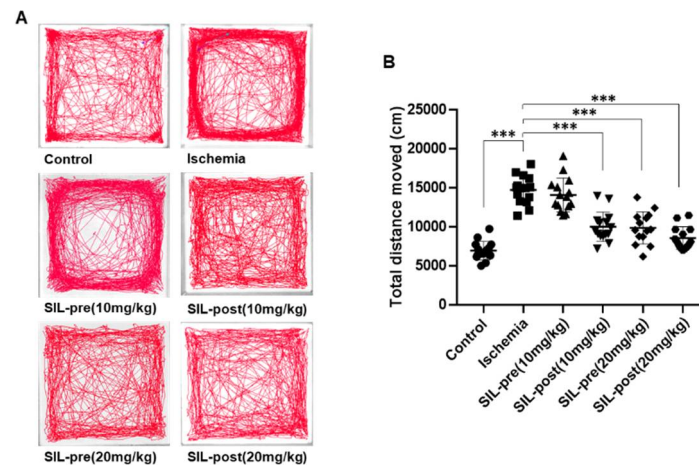 A
Control
Ischemia
SIL-pre(10mg/kg)
SIL-post(10mg/kg)
SIL-pre(20mg/kg)
SIL-post(20mg/kg)
B
Total distance moved (cm)
25000
20000
15000
10000
5000
0
***
***
***
***
Control
Ischemia
SIL-pre(10mg/kg)
SIL-post(10mg/kg)
SIL-pre(20mg/kg)
SIL-post(20mg/kg)